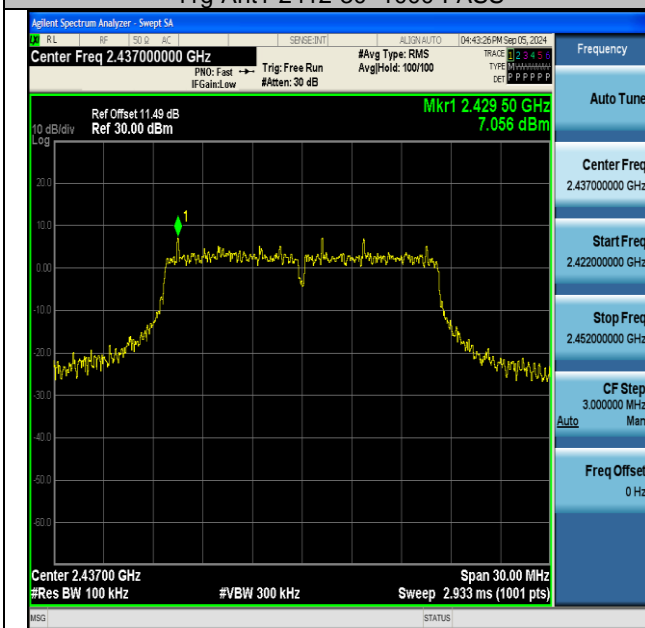 Agilent Spectrum Analyzer - Swept SA
RL RF 50 Ω AC SENSE:INT ALIGN AUTO 04:43:26 PM Sep 05, 2024
Center Freq 2.437000000 GHz
PNO: Fast
IFGain:Low
Trig: Free Run
#Atten: 30 dB
#Avg Type: RMS
Avg|Hold: 100/100
TRACE 1 2 3 4 5 6
TYPE M
DET P P P P P P
Ref Offset 11.49 dB
Ref 30.00 dBm
10 dB/div
Log
Mkr1 2.429 50 GHz
7.056 dBm
20.0
10.0
0.00
-10.0
-20.0
-30.0
-40.0
-50.0
-60.0
1
Center 2.43700 GHz
Span 30.00 MHz
#Res BW 100 kHz
#VBW 300 kHz
Sweep 2.933 ms (1001 pts)
MSG
STATUS
Frequency
Auto Tune
Center Freq
2.437000000 GHz
Start Freq
2.422000000 GHz
Stop Freq
2.452000000 GHz
CF Step
3.000000 MHz
Auto Man
Freq Offset
0 Hz